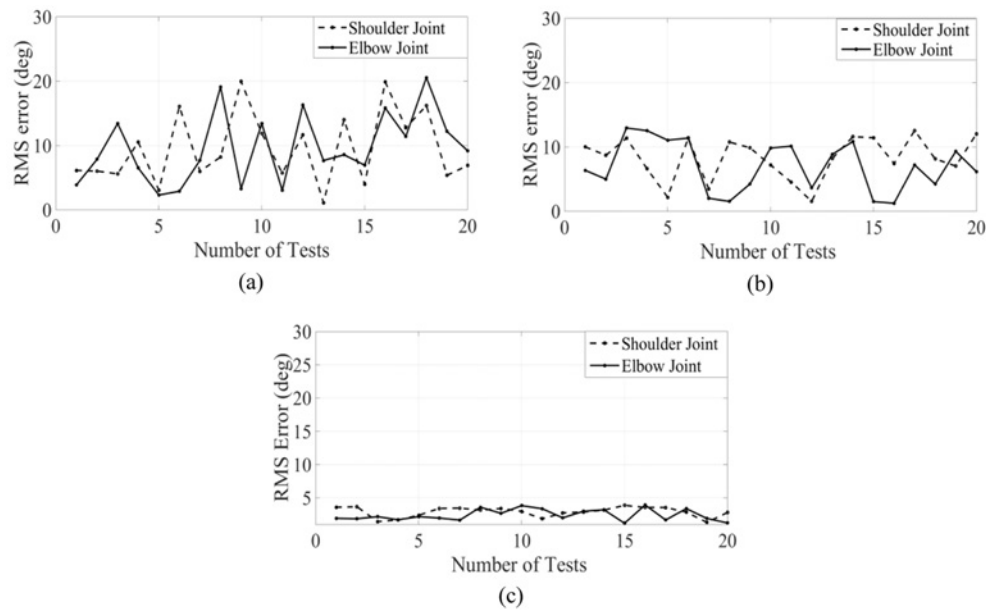 30
20
10
0
RMS error (deg)
Shoulder Joint
Elbow Joint
0 5 10 15 20
Number of Tests
(a)
30
20
10
0
RMS error (deg)
Shoulder Joint
Elbow Joint
0 5 10 15 20
Number of Tests
(b)
30
25
20
15
10
5
RMS Error (deg)
Shoulder Joint
Elbow Joint
0 5 10 15 20
Number of Tests
(c)